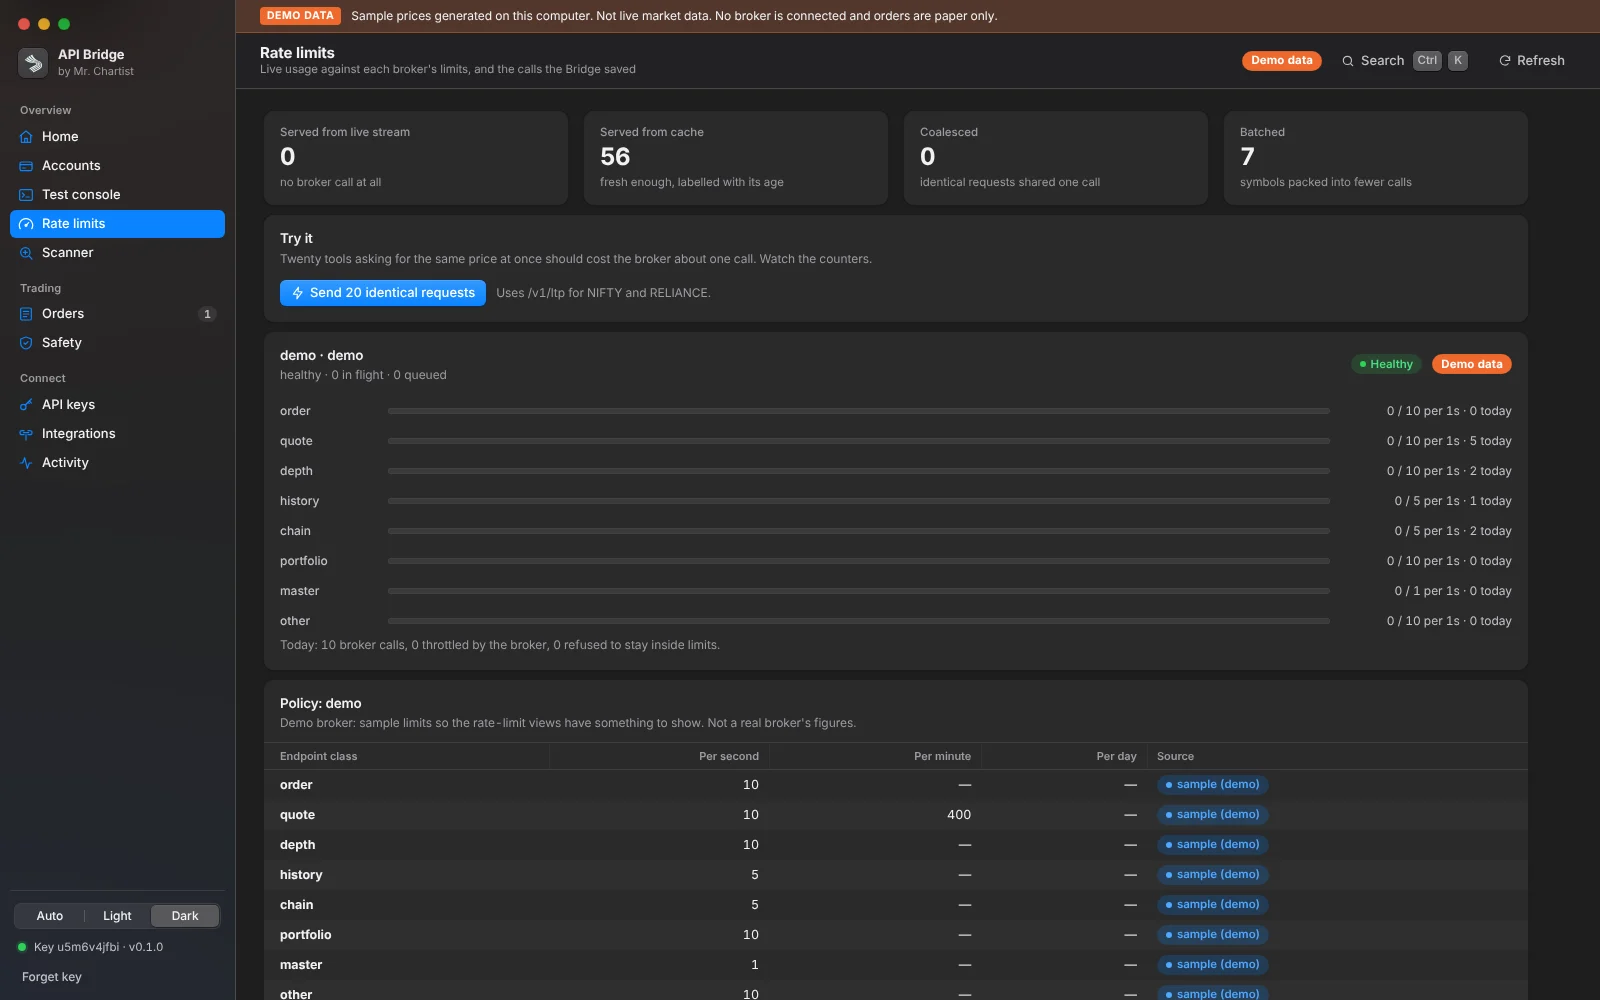 DEMO DATA Sample prices generated on this computer. Not live market data. No broker is connected and orders are paper only.
API Bridge
by Mr. Chartist
Overview
Home
Accounts
Test console
Rate limits
Scanner
Trading
Orders 1
Safety
Connect
API keys
Integrations
Activity
Auto Light Dark
Key u5m6v4jfbi · v0.1.0
Forget key
Rate limits
Live usage against each broker's limits, and the calls the Bridge saved
Demo data Search Ctrl K Refresh
Served from live stream
0
no broker call at all
Served from cache
56
fresh enough, labelled with its age
Coalesced
0
identical requests shared one call
Batched
7
symbols packed into fewer calls
Try it
Twenty tools asking for the same price at once should cost the broker about one call. Watch the counters.
Send 20 identical requests Uses /v1/ltp for NIFTY and RELIANCE.
demo · demo
healthy · 0 in flight · 0 queued
Healthy Demo data
order 0 / 10 per 1s · 0 today
quote 0 / 10 per 1s · 5 today
depth 0 / 10 per 1s · 2 today
history 0 / 5 per 1s · 1 today
chain 0 / 5 per 1s · 2 today
portfolio 0 / 10 per 1s · 0 today
master 0 / 1 per 1s · 0 today
other 0 / 10 per 1s · 0 today
Today: 10 broker calls, 0 throttled by the broker, 0 refused to stay inside limits.
Policy: demo
Demo broker: sample limits so the rate-limit views have something to show. Not a real broker's figures.
Endpoint class Per second Per minute Per day Source
order 10 — — sample (demo)
quote 10 400 — sample (demo)
depth 10 — — sample (demo)
history 5 — — sample (demo)
chain 5 — — sample (demo)
portfolio 10 — — sample (demo)
master 1 — — sample (demo)
other 10 — — sample (demo)